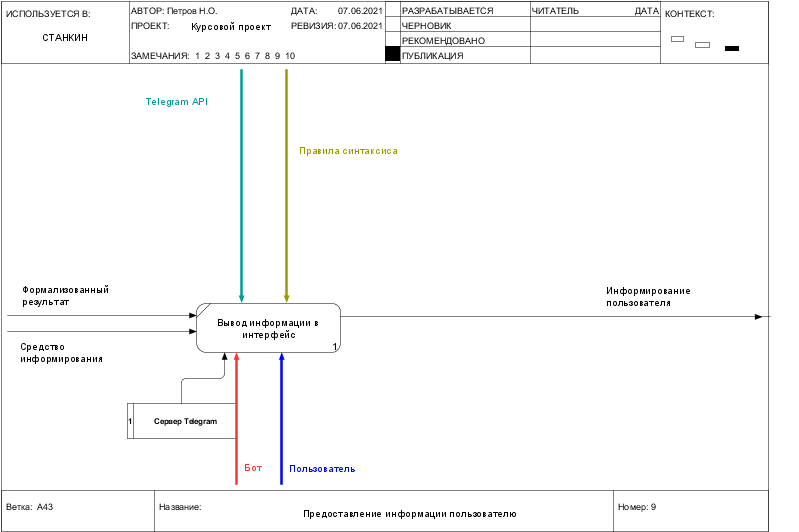 ИСПОЛЬЗУЕТСЯ В:
СТАНКИН
АВТОР: Петров Н.О.
ДАТА: 07.06.2021
ПРОЕКТ: Курсовой проект
РЕВИЗИЯ: 07.06.2021
ЗАМЕЧАНИЯ: 1 2 3 4 5 6 7 8 9 10
РАЗРАБАТЫВАЕТСЯ
ЧЕРНОВИК
РЕКОМЕНДОВАНО
ПУБЛИКАЦИЯ
ЧИТАТЕЛЬ
ДАТА
КОНТЕКСТ:
Telegram API
Правила синтаксиса
Формализованный
результат
Информирование
пользователя
Вывод информации в
интерфейс
1
Средство
информирования
1
Сервер Telegram
Бот
Пользователь
Ветка: A43
Название:
Предоставление информации пользователю
Номер: 9